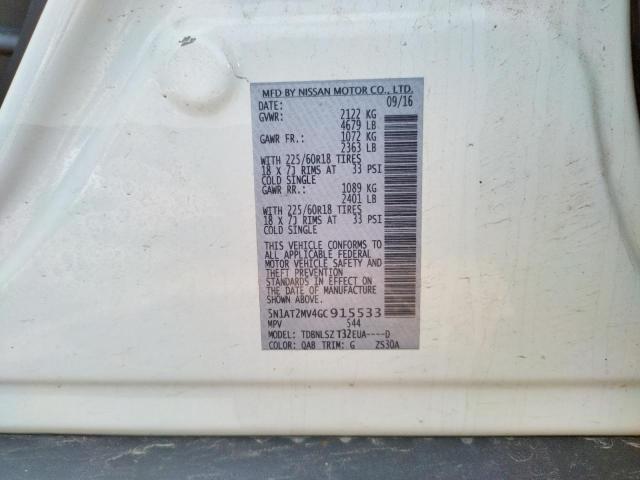 MFD BY NISSAN MOTOR CO., LTD.
DATE: 09/16
GVWR: 2122 KG
4679 LB
GAWR FR.: 1072 KG
2363 LB
WITH 225/60R18 TIRES
18 X 7J RIMS AT 33 PSI
COLD SINGLE
GAWR RR.: 1089 KG
2401 LB
WITH 225/60R18 TIRES
18 X 7J RIMS AT 33 PSI
COLD SINGLE
THIS VEHICLE CONFORMS TO
ALL APPLICABLE FEDERAL
MOTOR VEHICLE SAFETY AND
THEFT PREVENTION
STANDARDS IN EFFECT ON
THE DATE OF MANUFACTURE
SHOWN ABOVE.
5N1AT2MV4GC915533
MPV S44
MODEL: TDBNLSZ T32EUA----D
COLOR: QAB TRIM: G ZS30A